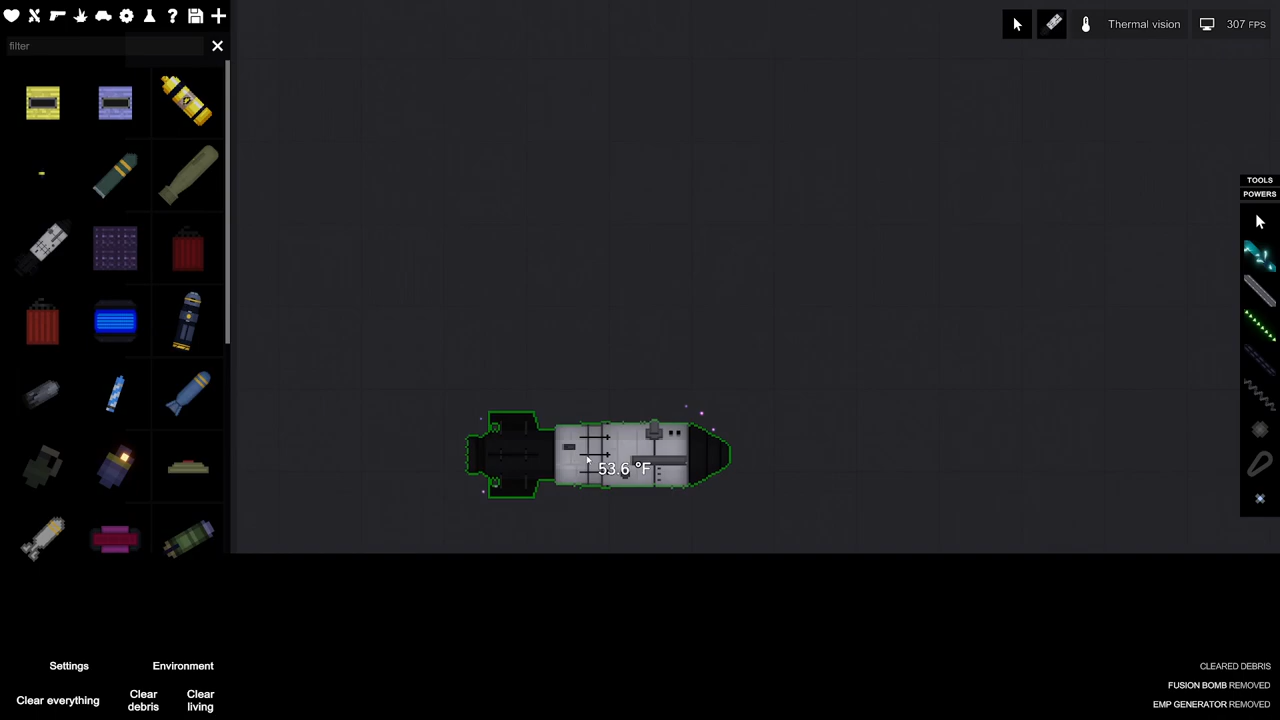 Thermal vision
307 FPS
filter
TOOLS
POWERS
53.6 °F
Settings
Environment
Clear everything
Clear debris
Clear living
CLEARED DEBRIS
FUSION BOMB REMOVED
EMP GENERATOR REMOVED